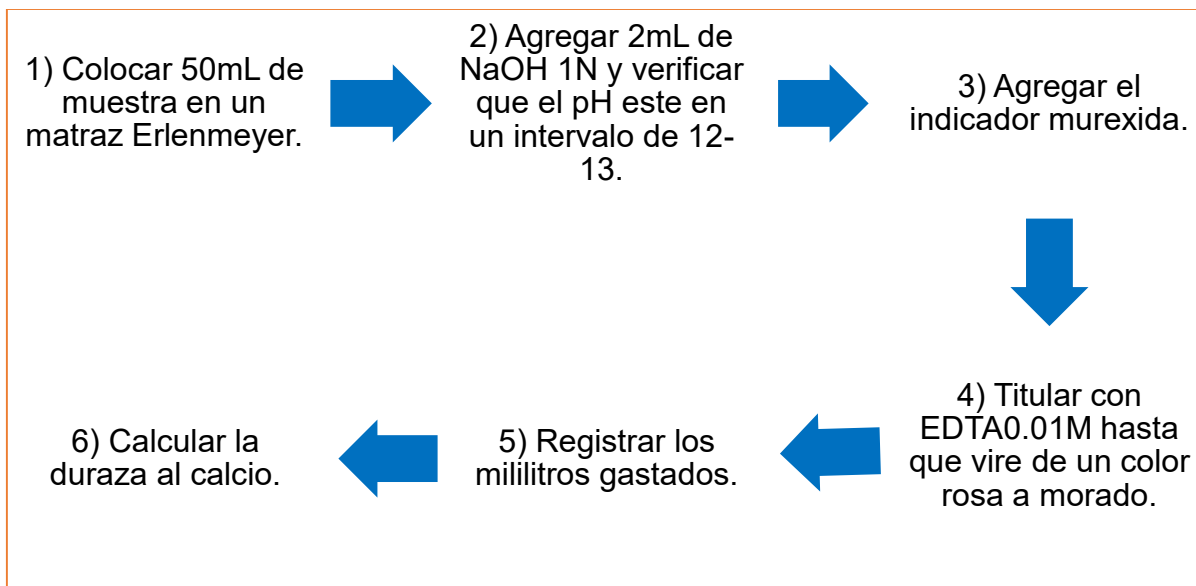 1) Colocar 50mL de
muestra en un
matraz Erlenmeyer.
2) Agregar 2mL de
NaOH 1N y verificar
que el pH este en
un intervalo de 12-
13.
3) Agregar el
indicador murexida.
4) Titular con
EDTA0.01M hasta
que vire de un color
rosa a morado.
5) Registrar los
mililitros gastados.
6) Calcular la
duraza al calcio.